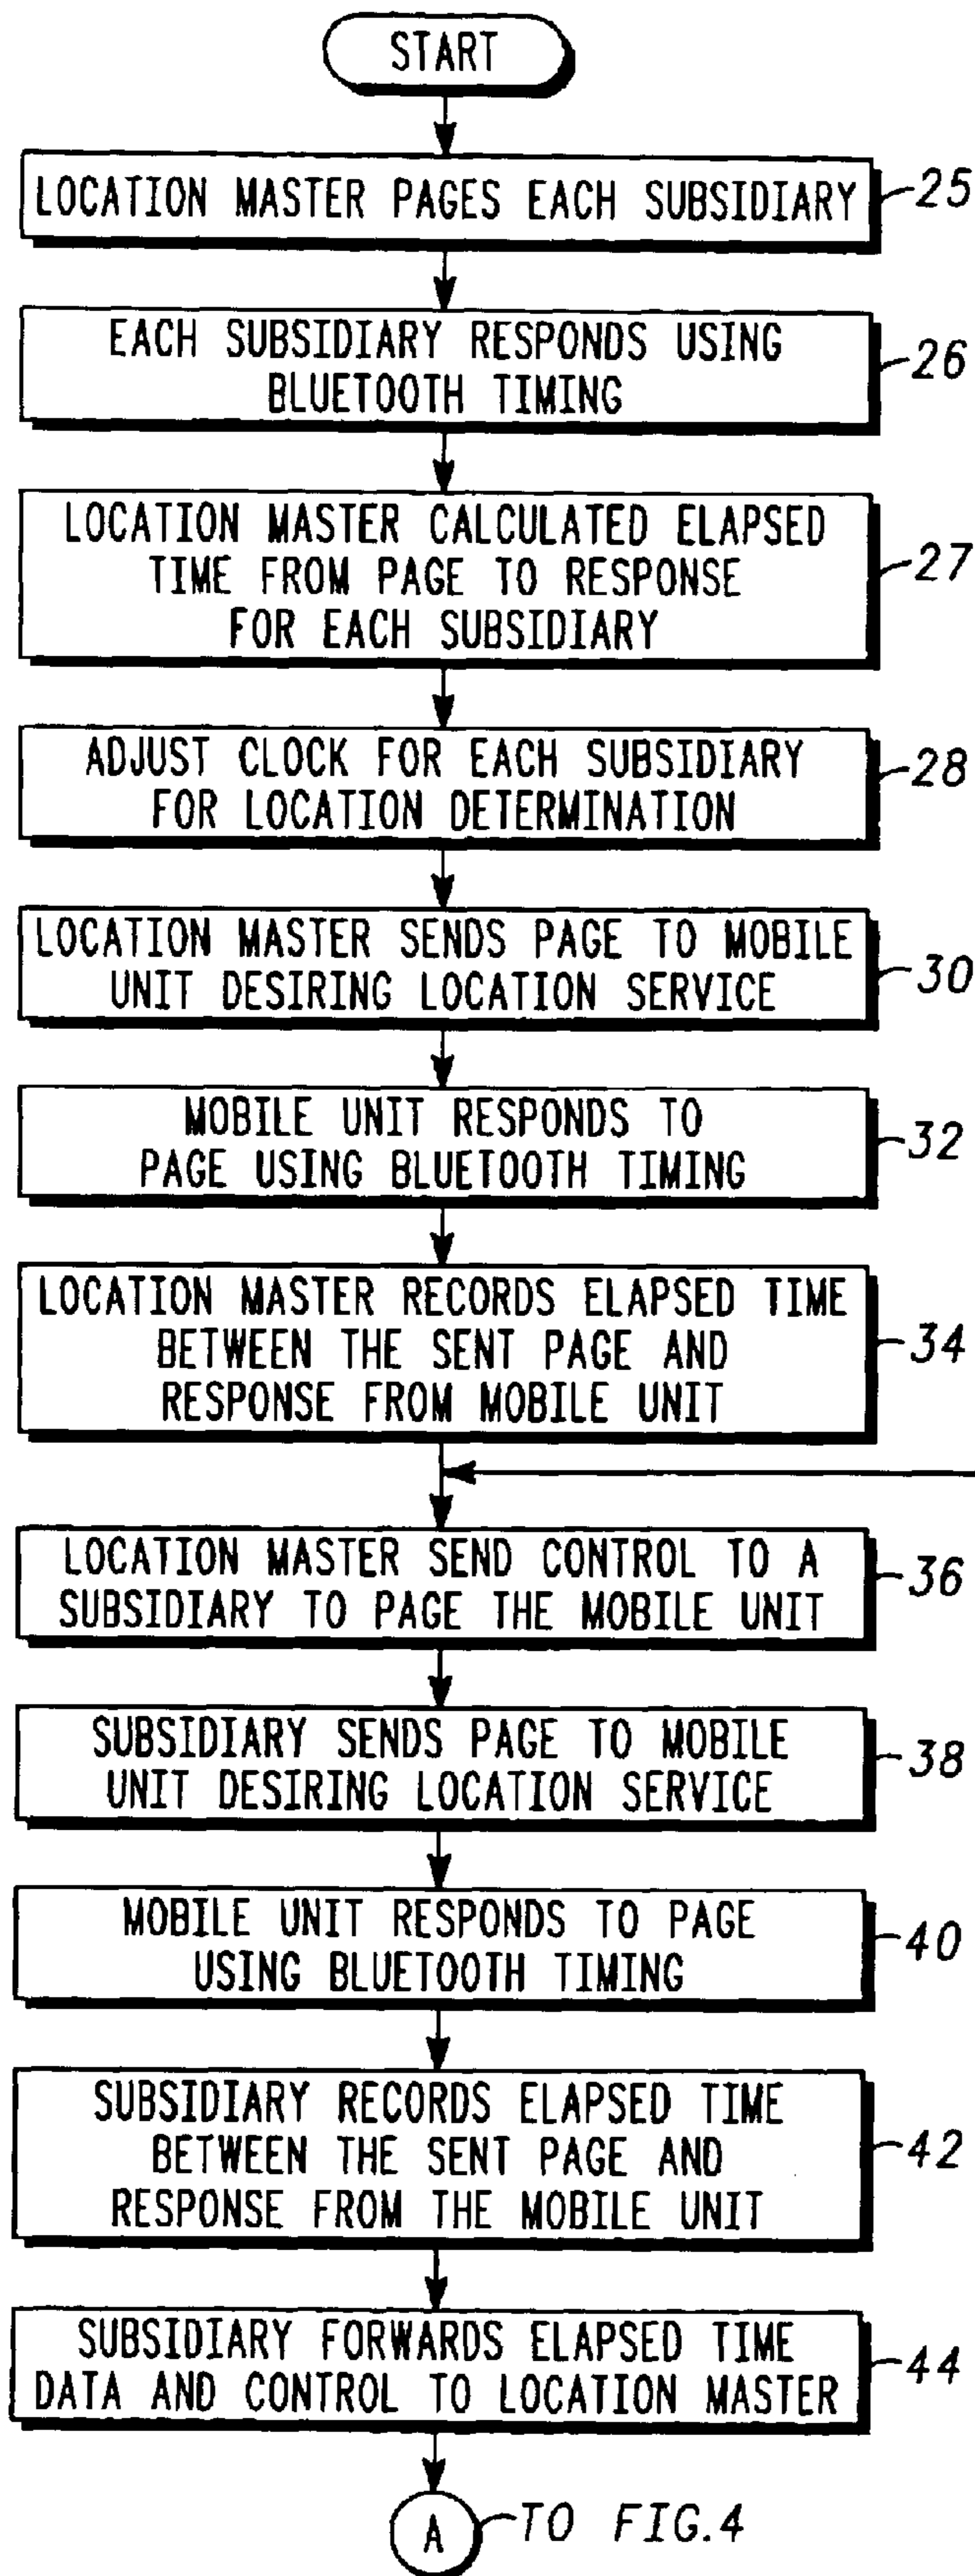 START
LOCATION MASTER PAGES EACH SUBSIDIARY
25
EACH SUBSIDIARY RESPONDS USING
BLUETOOTH TIMING
26
LOCATION MASTER CALCULATED ELAPSED
TIME FROM PAGE TO RESPONSE
FOR EACH SUBSIDIARY
27
ADJUST CLOCK FOR EACH SUBSIDIARY
FOR LOCATION DETERMINATION
28
LOCATION MASTER SENDS PAGE TO MOBILE
UNIT DESIRING LOCATION SERVICE
30
MOBILE UNIT RESPONDS TO
PAGE USING BLUETOOTH TIMING
32
LOCATION MASTER RECORDS ELAPSED TIME
BETWEEN THE SENT PAGE AND
RESPONSE FROM MOBILE UNIT
34
LOCATION MASTER SEND CONTROL TO A
SUBSIDIARY TO PAGE THE MOBILE UNIT
36
SUBSIDIARY SENDS PAGE TO MOBILE
UNIT DESIRING LOCATION SERVICE
38
MOBILE UNIT RESPONDS TO PAGE
USING BLUETOOTH TIMING
40
SUBSIDIARY RECORDS ELAPSED TIME
BETWEEN THE SENT PAGE AND
RESPONSE FROM THE MOBILE UNIT
42
SUBSIDIARY FORWARDS ELAPSED TIME
DATA AND CONTROL TO LOCATION MASTER
44
A TO FIG.4